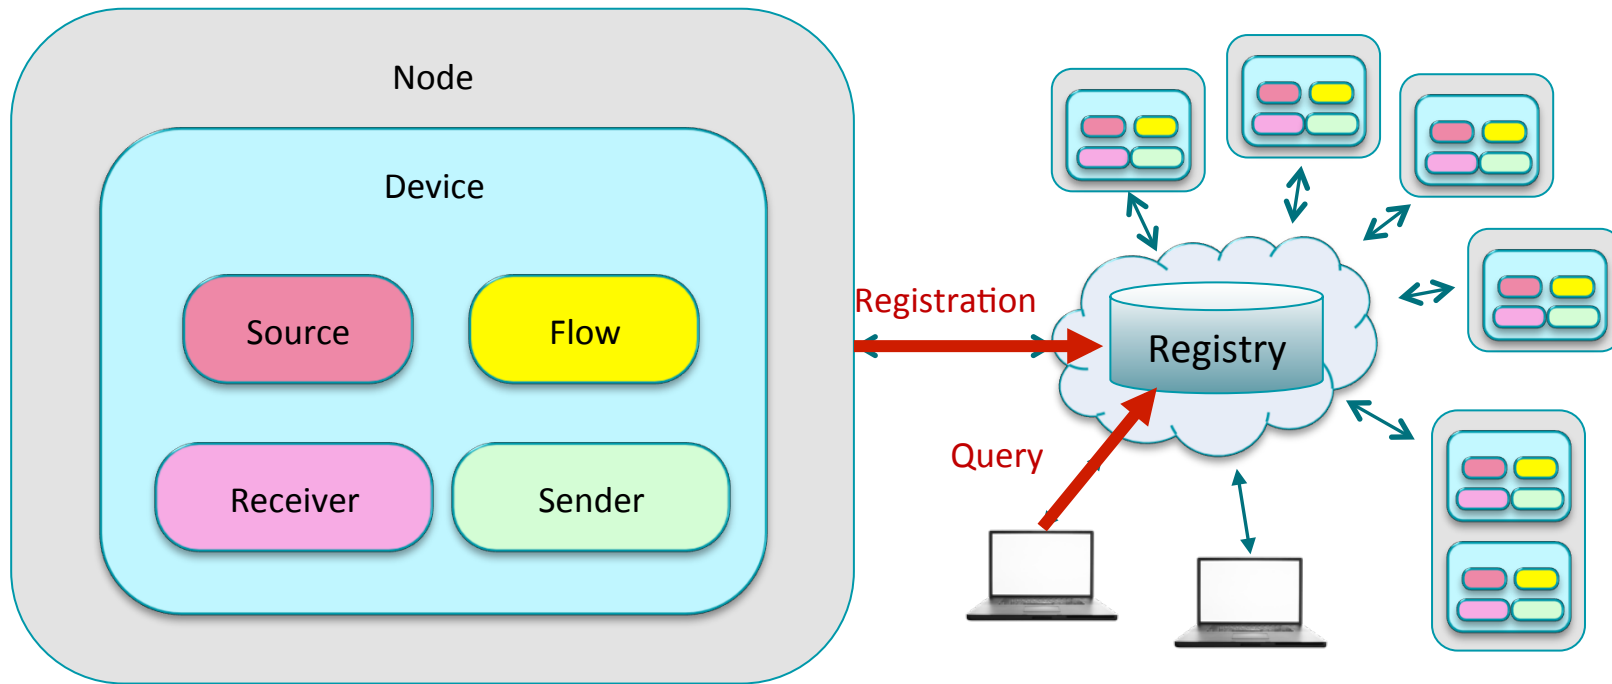 Node
Device
Source
Flow
Receiver
Sender
Registration
Registry
Query